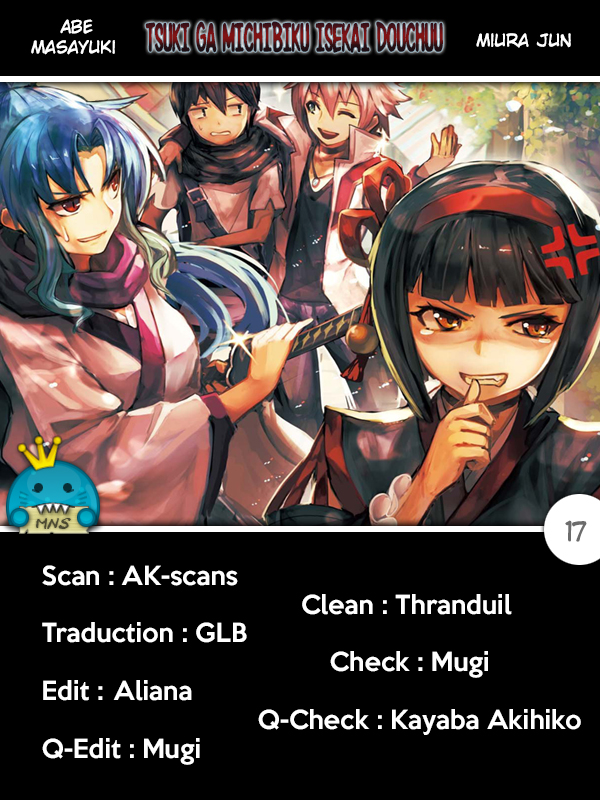 ABE
MASAYUKI
TSUKI GA MICHIBIKU ISEKAI DOUCHUU
MIURA JUN
MNS
17
Scan : AK-scans
Clean : Thranduil
Traduction : GLB
Check : Mugi
Edit : Aliana
Q-Check : Kayaba Akihiko
Q-Edit : Mugi